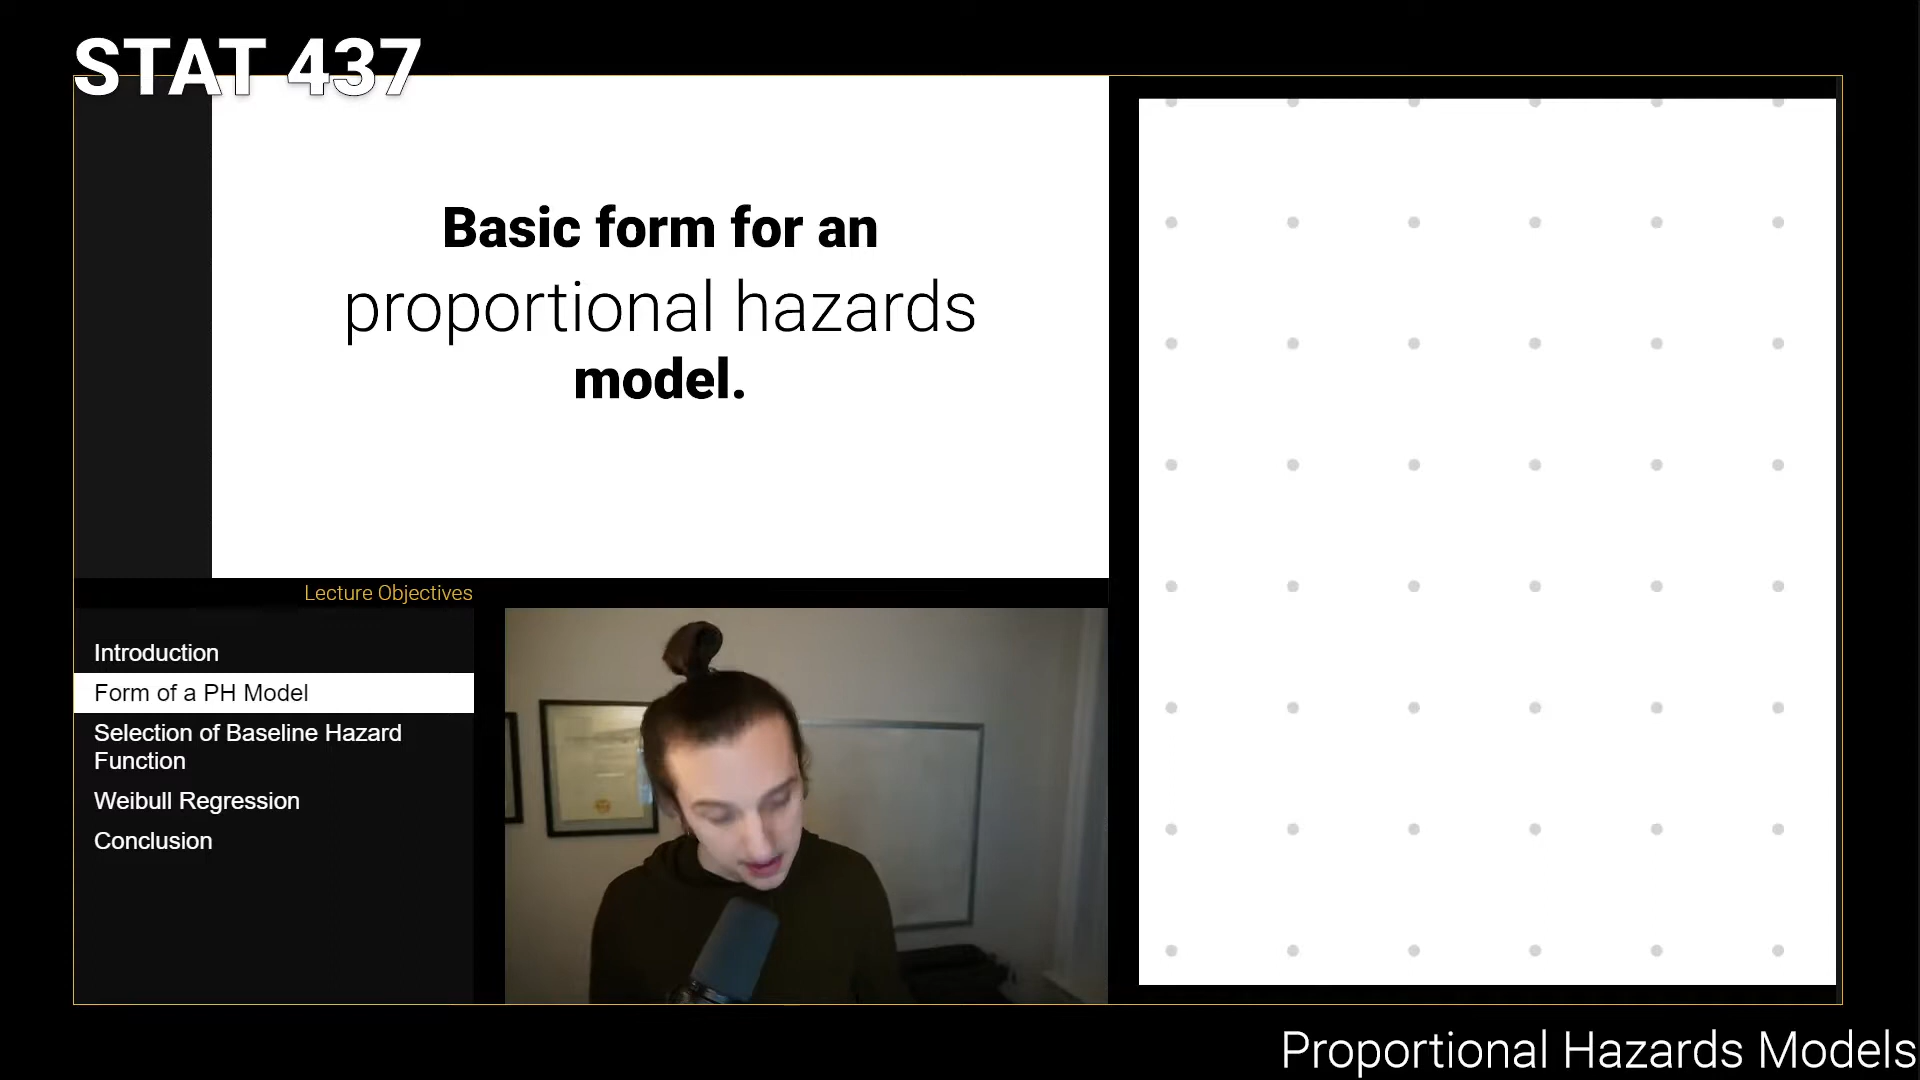 STAT 437
Basic form for an
proportional hazards
model.
Lecture Objectives
Introduction
Form of a PH Model
Selection of Baseline Hazard
Function
Weibull Regression
Conclusion
Proportional Hazards Models